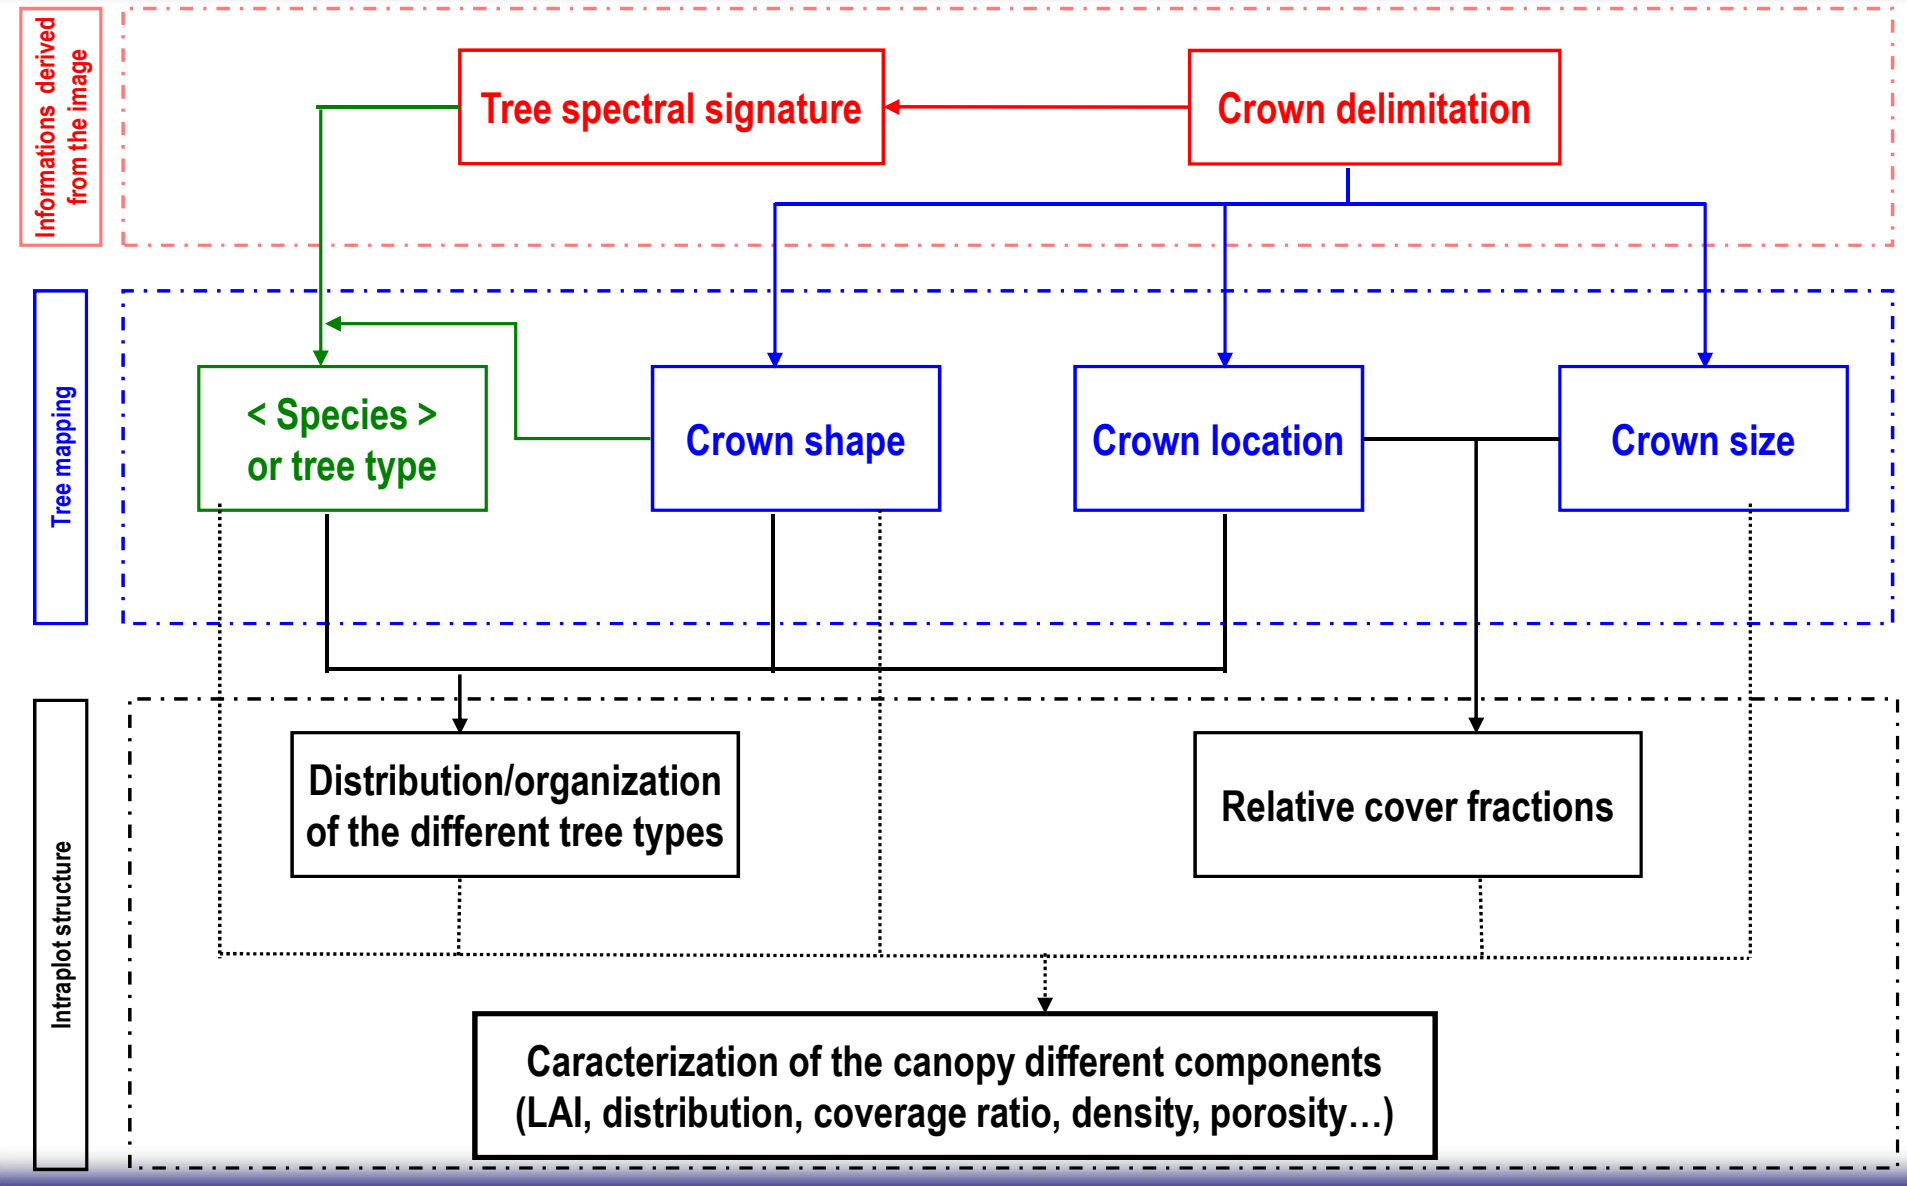 Informations derived
from the image
Tree spectral signature
Crown delimitation
Tree mapping
< Species >
or tree type
Crown shape
Crown location
Crown size
Intraplot structure
Distribution/organization
of the different tree types
Relative cover fractions
Caracterization of the canopy different components
(LAI, distribution, coverage ratio, density, porosity…)